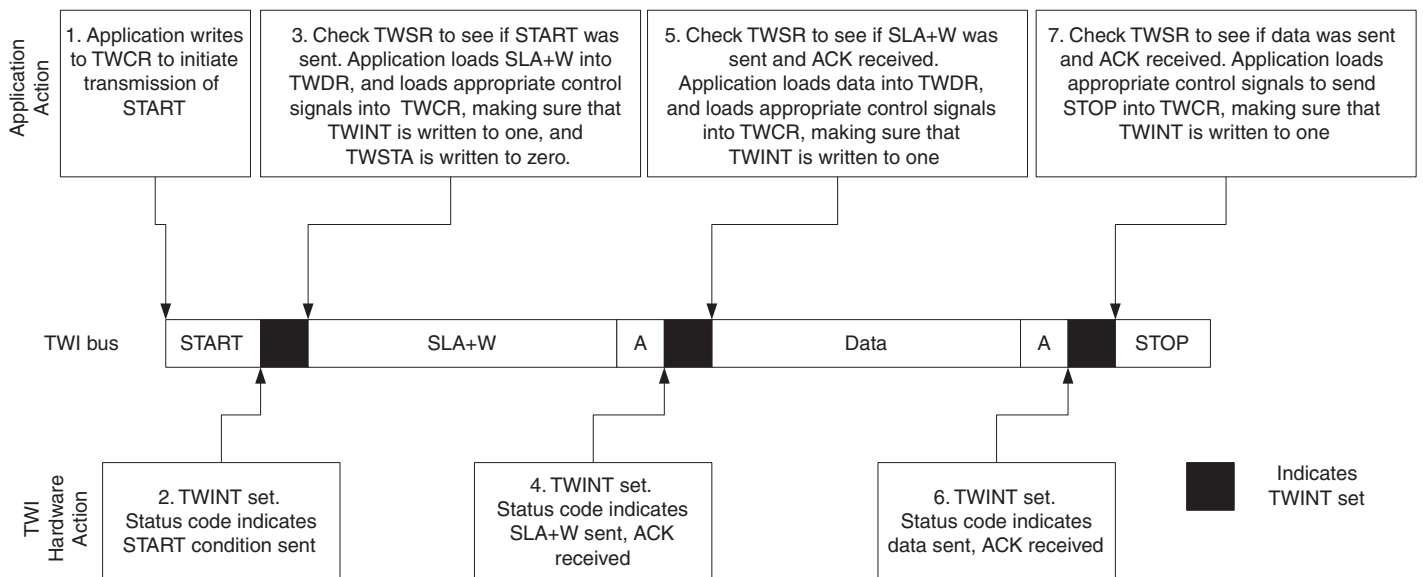 Application
Action
1. Application writes
to TWCR to initiate
transmission of
START
3. Check TWSR to see if START was
sent. Application loads SLA+W into
TWDR, and loads appropriate control
signals into TWCR, making sure that
TWINT is written to one, and
TWSTA is written to zero.
5. Check TWSR to see if SLA+W was
sent and ACK received.
Application loads data into TWDR,
and loads appropriate control signals
into TWCR, making sure that
TWINT is written to one
7. Check TWSR to see if data was sent
and ACK received. Application loads
appropriate control signals to send
STOP into TWCR, making sure that
TWINT is written to one
TWI bus
START
SLA+W
A
Data
A
STOP
TWI
Hardware
Action
2. TWINT set.
Status code indicates
START condition sent
4. TWINT set.
Status code indicates
SLA+W sent, ACK
received
6. TWINT set.
Status code indicates
data sent, ACK received
Indicates
TWINT set